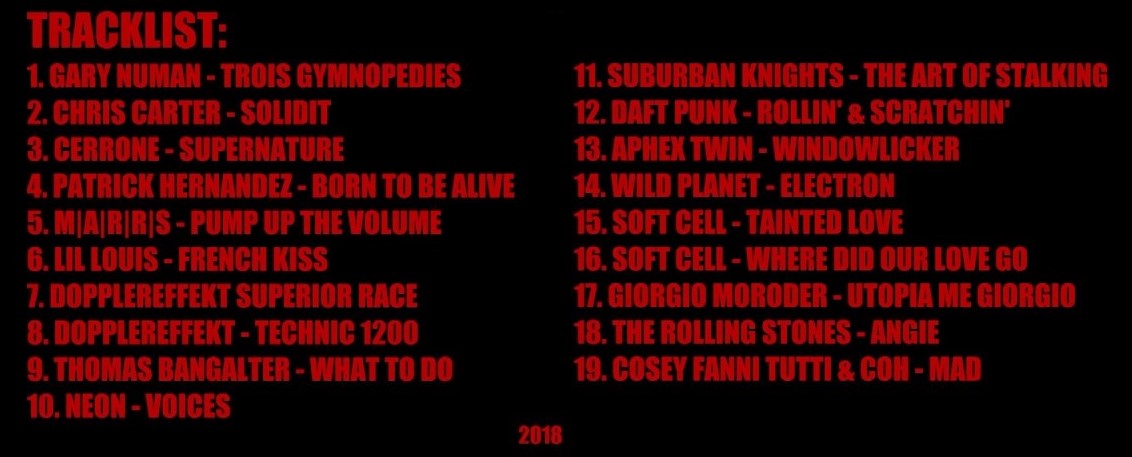 TRACKLIST:
1. GARY NUMAN - TROIS GYMNOPEDIES
2. CHRIS CARTER - SOLIDIT
3. CERRONE - SUPERNATURE
4. PATRICK HERNANDEZ - BORN TO BE ALIVE
5. M|A|R|R|S - PUMP UP THE VOLUME
6. LIL LOUIS - FRENCH KISS
7. DOPPLEREFFEKT SUPERIOR RACE
8. DOPPLEREFFEKT - TECHNIC 1200
9. THOMAS BANGALTER - WHAT TO DO
10. NEON - VOICES
11. SUBURBAN KNIGHTS - THE ART OF STALKING
12. DAFT PUNK - ROLLIN' & SCRATCHIN'
13. APHEX TWIN - WINDOWLICKER
14. WILD PLANET - ELECTRON
15. SOFT CELL - TAINTED LOVE
16. SOFT CELL - WHERE DID OUR LOVE GO
17. GIORGIO MORODER - UTOPIA ME GIORGIO
18. THE ROLLING STONES - ANGIE
19. COSEY FANNI TUTTI & COH - MAD
2018